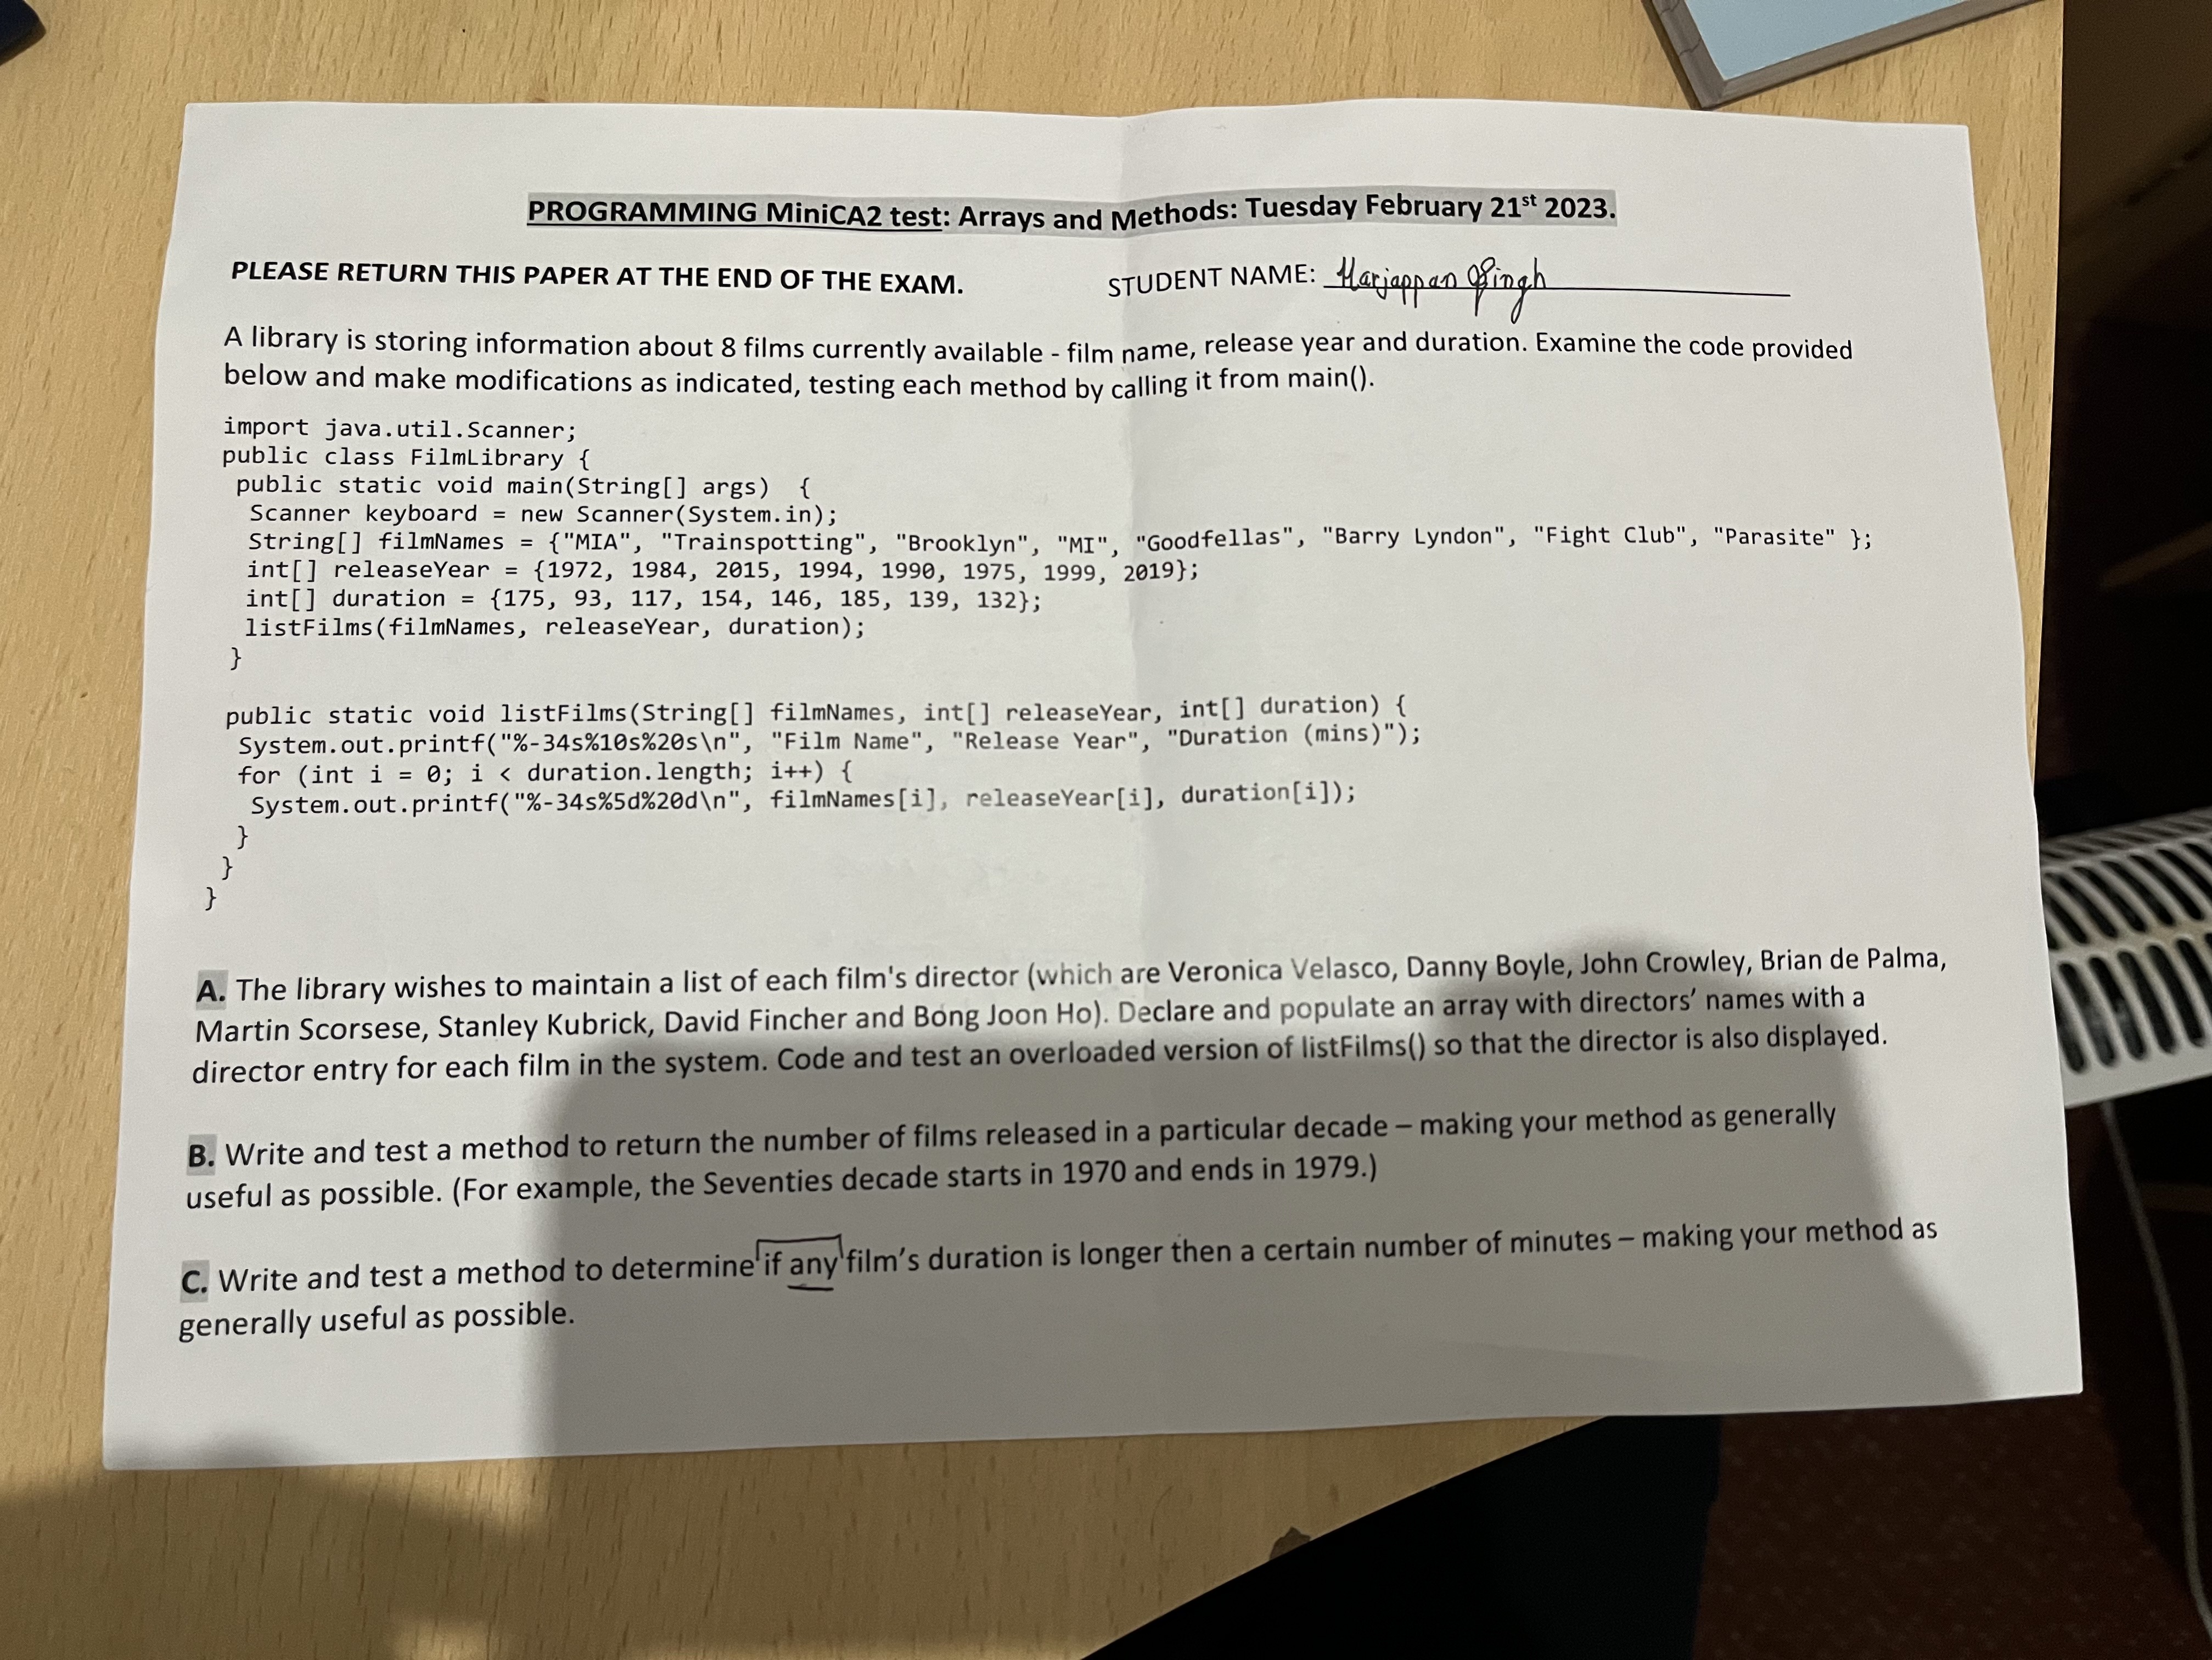 PROGRAMMING MiniCA2 test: Arrays and Methods: Tuesday February 21st 2023.
PLEASE RETURN THIS PAPER AT THE END OF THE EXAM. STUDENT NAME: Harjappan Singh
A library is storing information about 8 films currently available - film name, release year and duration. Examine the code provided
below and make modifications as indicated, testing each method by calling it from main().
import java.util.Scanner;
public class FilmLibrary {
public static void main(String[] args) {
Scanner keyboard = new Scanner(System.in);
String[] filmNames = {"MIA", "Trainspotting", "Brooklyn", "MI", "Goodfellas", "Barry Lyndon", "Fight Club", "Parasite" };
int[] releaseYear = {1972, 1984, 2015, 1994, 1990, 1975, 1999, 2019};
int[] duration = {175, 93, 117, 154, 146, 185, 139, 132};
listFilms(filmNames, releaseYear, duration);
}
public static void listFilms(String[] filmNames, int[] releaseYear, int[] duration) {
System.out.printf("%-34s%10s%20s\n", "Film Name", "Release Year", "Duration (mins)");
for (int i = 0; i < duration.length; i++) {
System.out.printf("%-34s%5d%20d\n", filmNames[i], releaseYear[i], duration[i]);
}
}
}
A. The library wishes to maintain a list of each film's director (which are Veronica Velasco, Danny Boyle, John Crowley, Brian de Palma,
Martin Scorsese, Stanley Kubrick, David Fincher and Bong Joon Ho). Declare and populate an array with directors' names with a
director entry for each film in the system. Code and test an overloaded version of listFilms() so that the director is also displayed.
B. Write and test a method to return the number of films released in a particular decade – making your method as generally
useful as possible. (For example, the Seventies decade starts in 1970 and ends in 1979.)
C. Write and test a method to determine if any film's duration is longer then a certain number of minutes – making your method as
generally useful as possible.